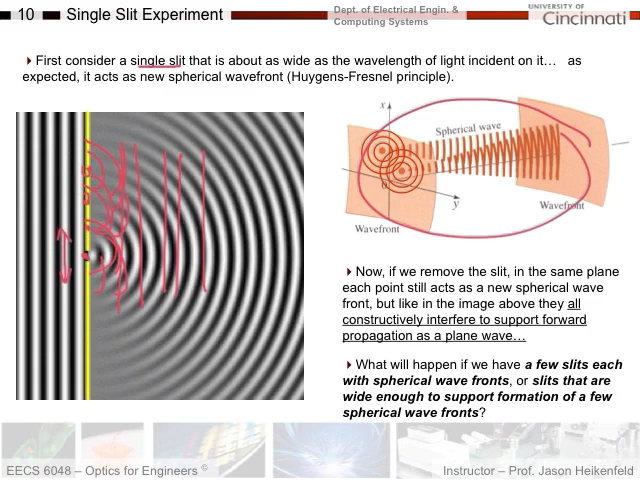 10 Single Slit Experiment
Dept. of Electrical Engin. &
Computing Systems
UNIVERSITY OF
Cincinnati
First consider a single slit that is about as wide as the wavelength of light incident on it… as
expected, it acts as new spherical wavefront (Huygens-Fresnel principle).
x
Spherical wave
0
y
Wavefront
Wavefront
Now, if we remove the slit, in the same plane
each point still acts as a new spherical wave
front, but like in the image above they all
constructively interfere to support forward
propagation as a plane wave…
What will happen if we have a few slits each
with spherical wave fronts, or slits that are
wide enough to support formation of a few
spherical wave fronts?
EECS 6048 – Optics for Engineers ©
Instructor – Prof. Jason Heikenfeld